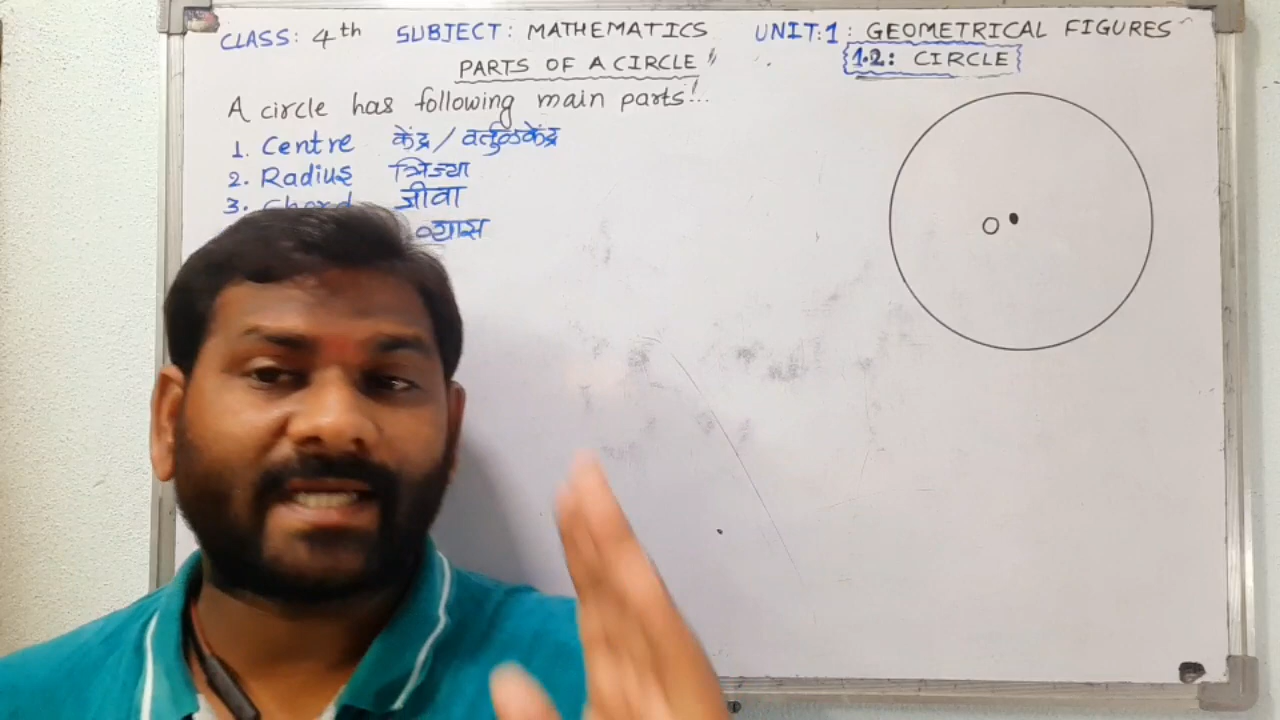 CLASS: 4th SUBJECT: MATHEMATICS UNIT:1: GEOMETRICAL FIGURES
PARTS OF A CIRCLE" 1.2: CIRCLE
A circle has following main parts!..
1. Centre केंद्र / वर्तुळकेंद्र
2. Radius त्रिज्या
3. Chord जीवा
व्यास
O